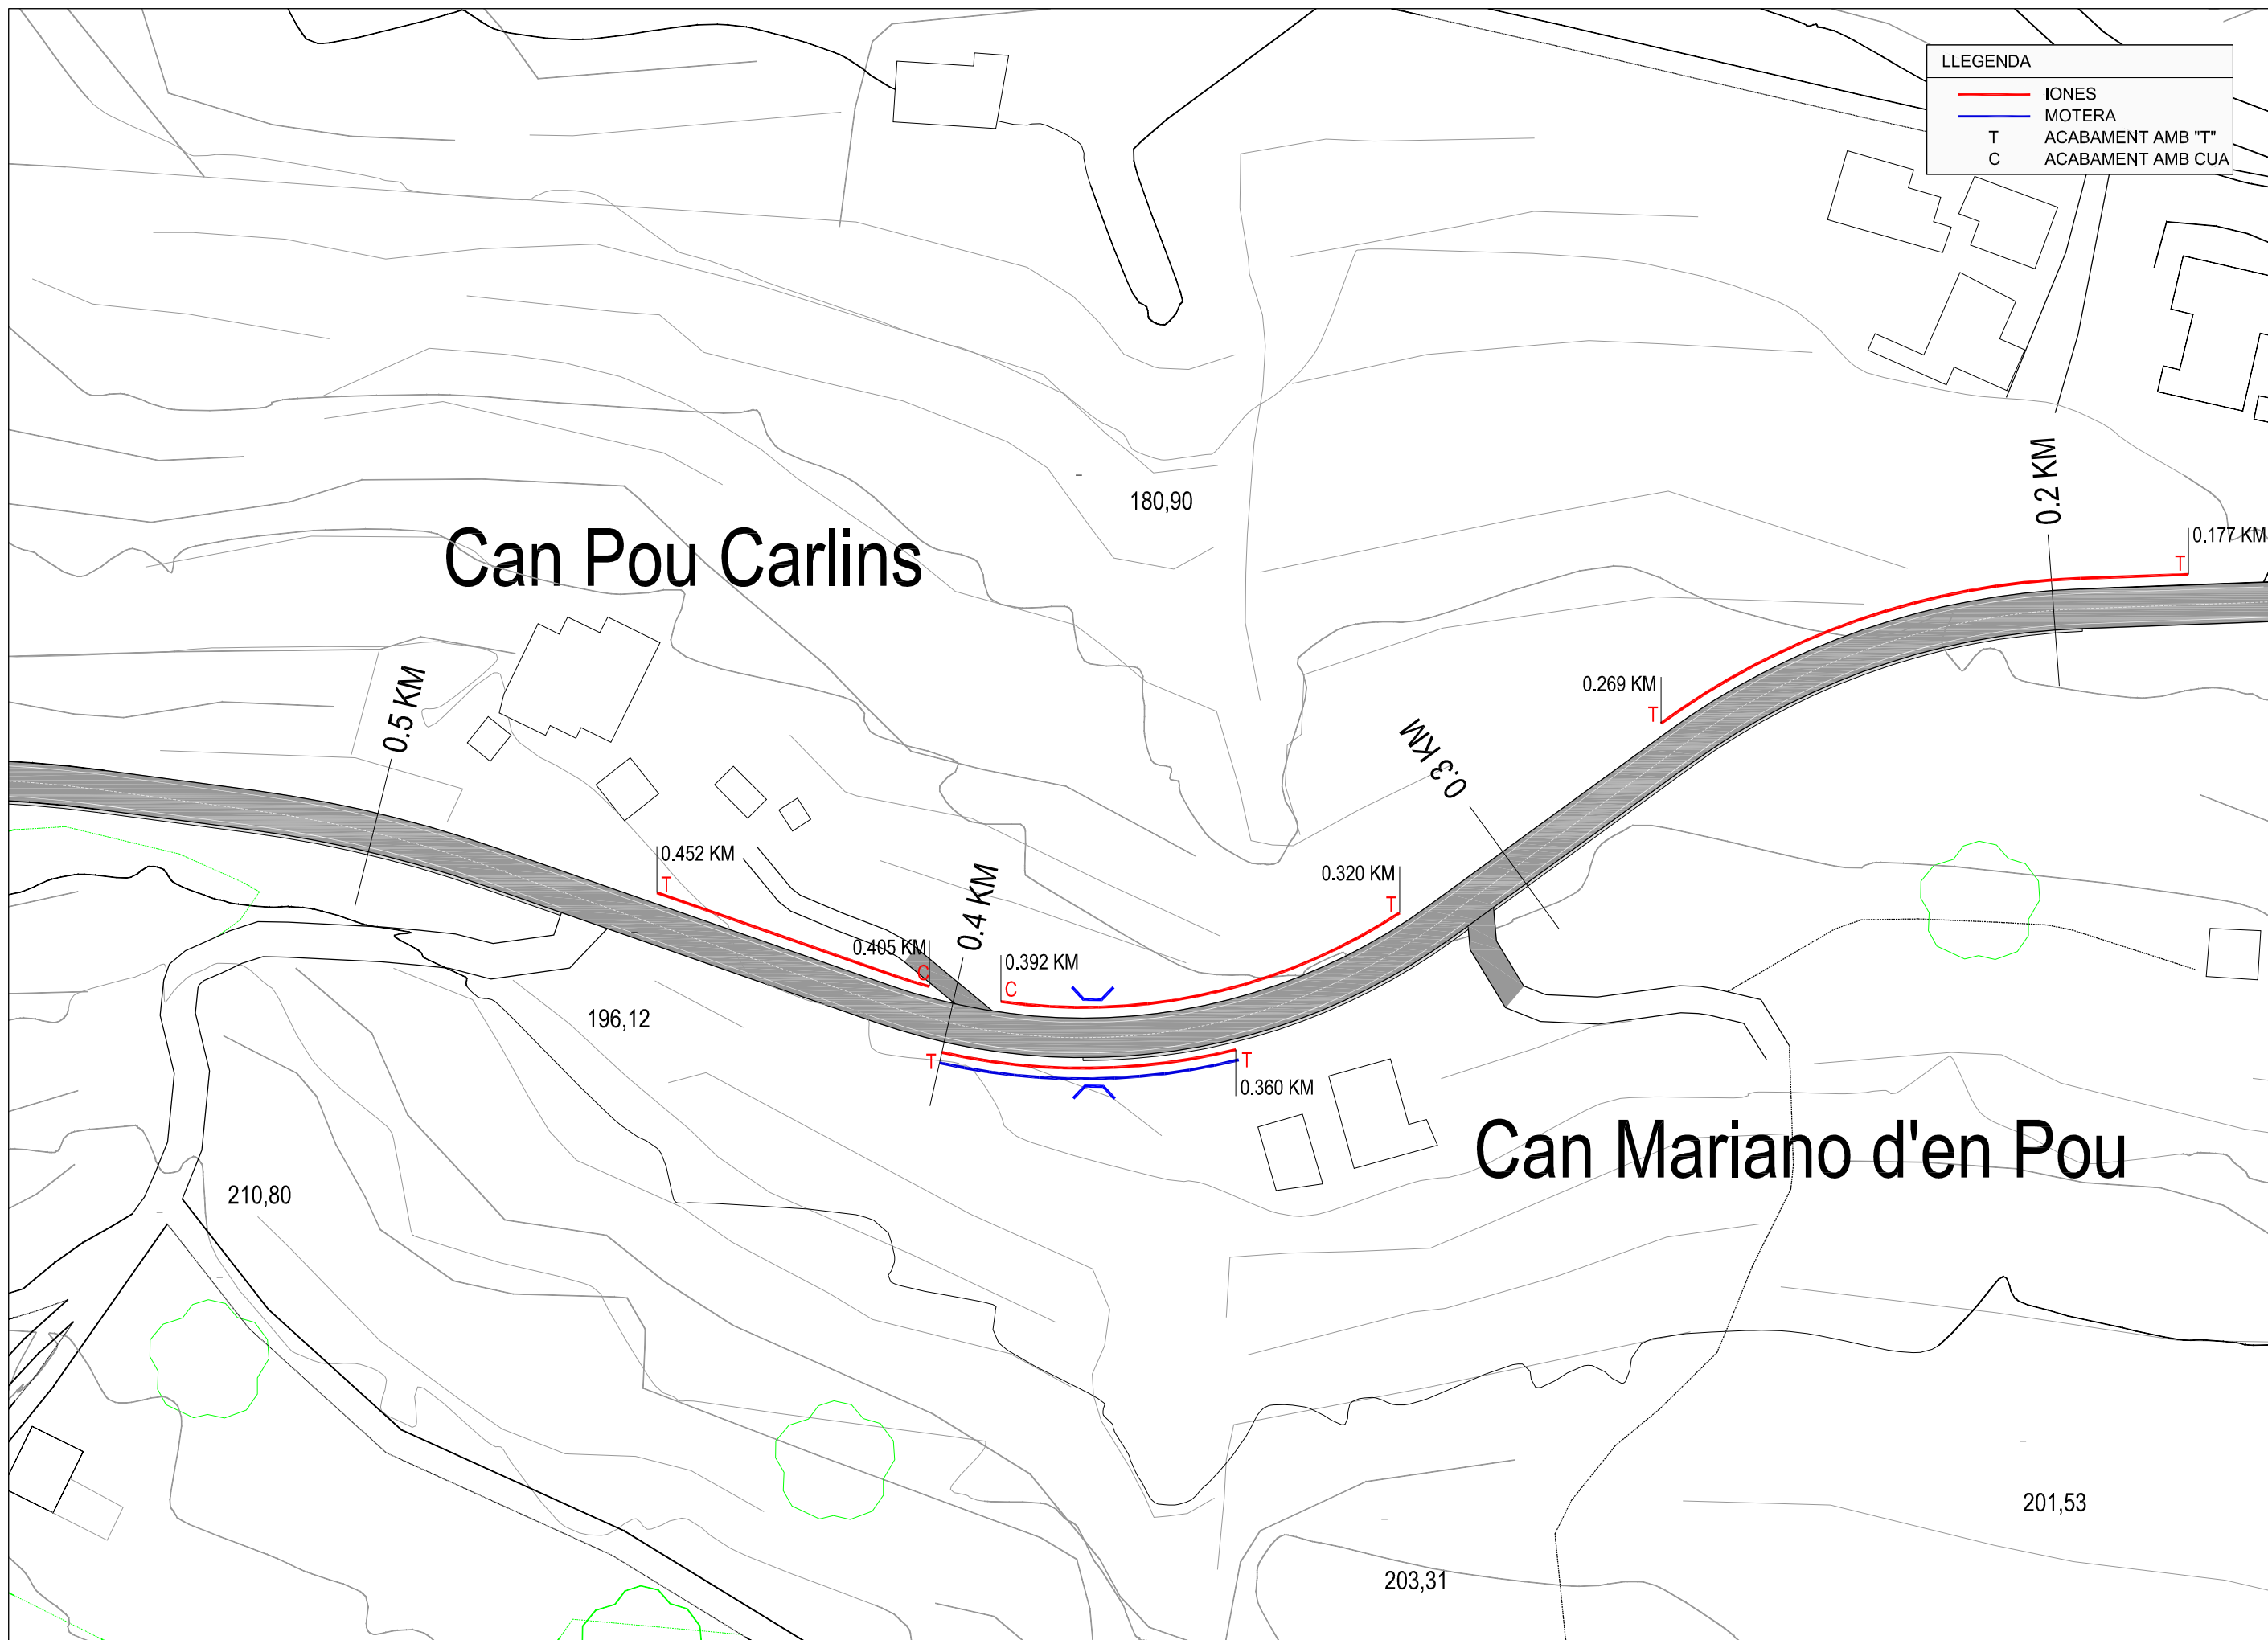 LLEGENDA
IONES
MOTERA
T ACABAMENT AMB "T"
C ACABAMENT AMB CUA
0.2 KM
180,90
0.177 KM
T
Can Pou Carlins
0.5 KM
0.269 KM
T
0.3 KM
0.452 KM
T
0.320 KM
T
0.4 KM
0.405 KM
C
0.392 KM
C
196,12
T
T
0.360 KM
Can Mariano d'en Pou
210,80
201,53
203,31